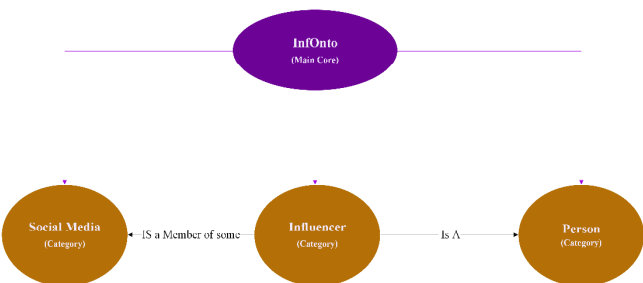 InfOnto
(Main Core)
Social Media
(Category)
IS a Member of some
Influencer
(Category)
Is A
Person
(Category)